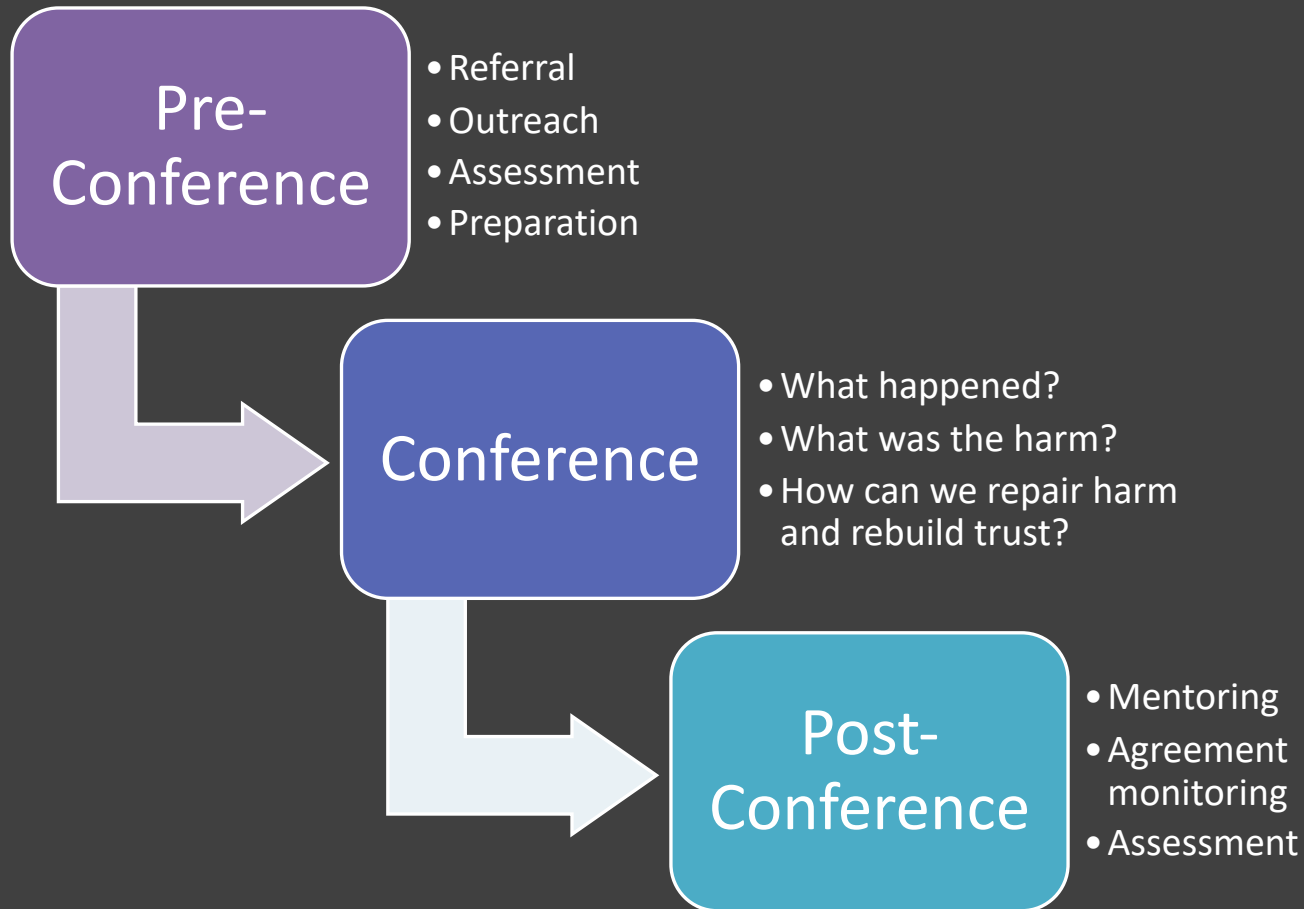 Pre-
Conference
• Referral
• Outreach
• Assessment
• Preparation
Conference
• What happened?
• What was the harm?
• How can we repair harm
and rebuild trust?
Post-
Conference
• Mentoring
• Agreement
monitoring
• Assessment